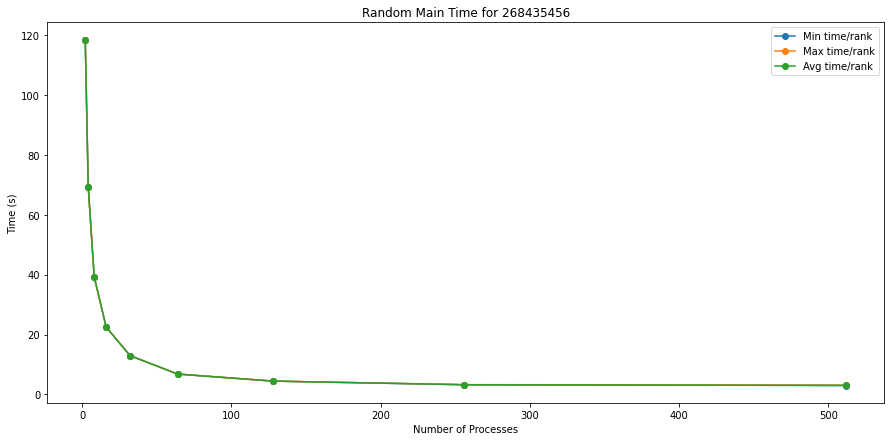 Random Main Time for 268435456
Min time/rank
Max time/rank
Avg time/rank
Time (s)
120
100
80
60
40
20
0
0 100 200 300 400 500
Number of Processes